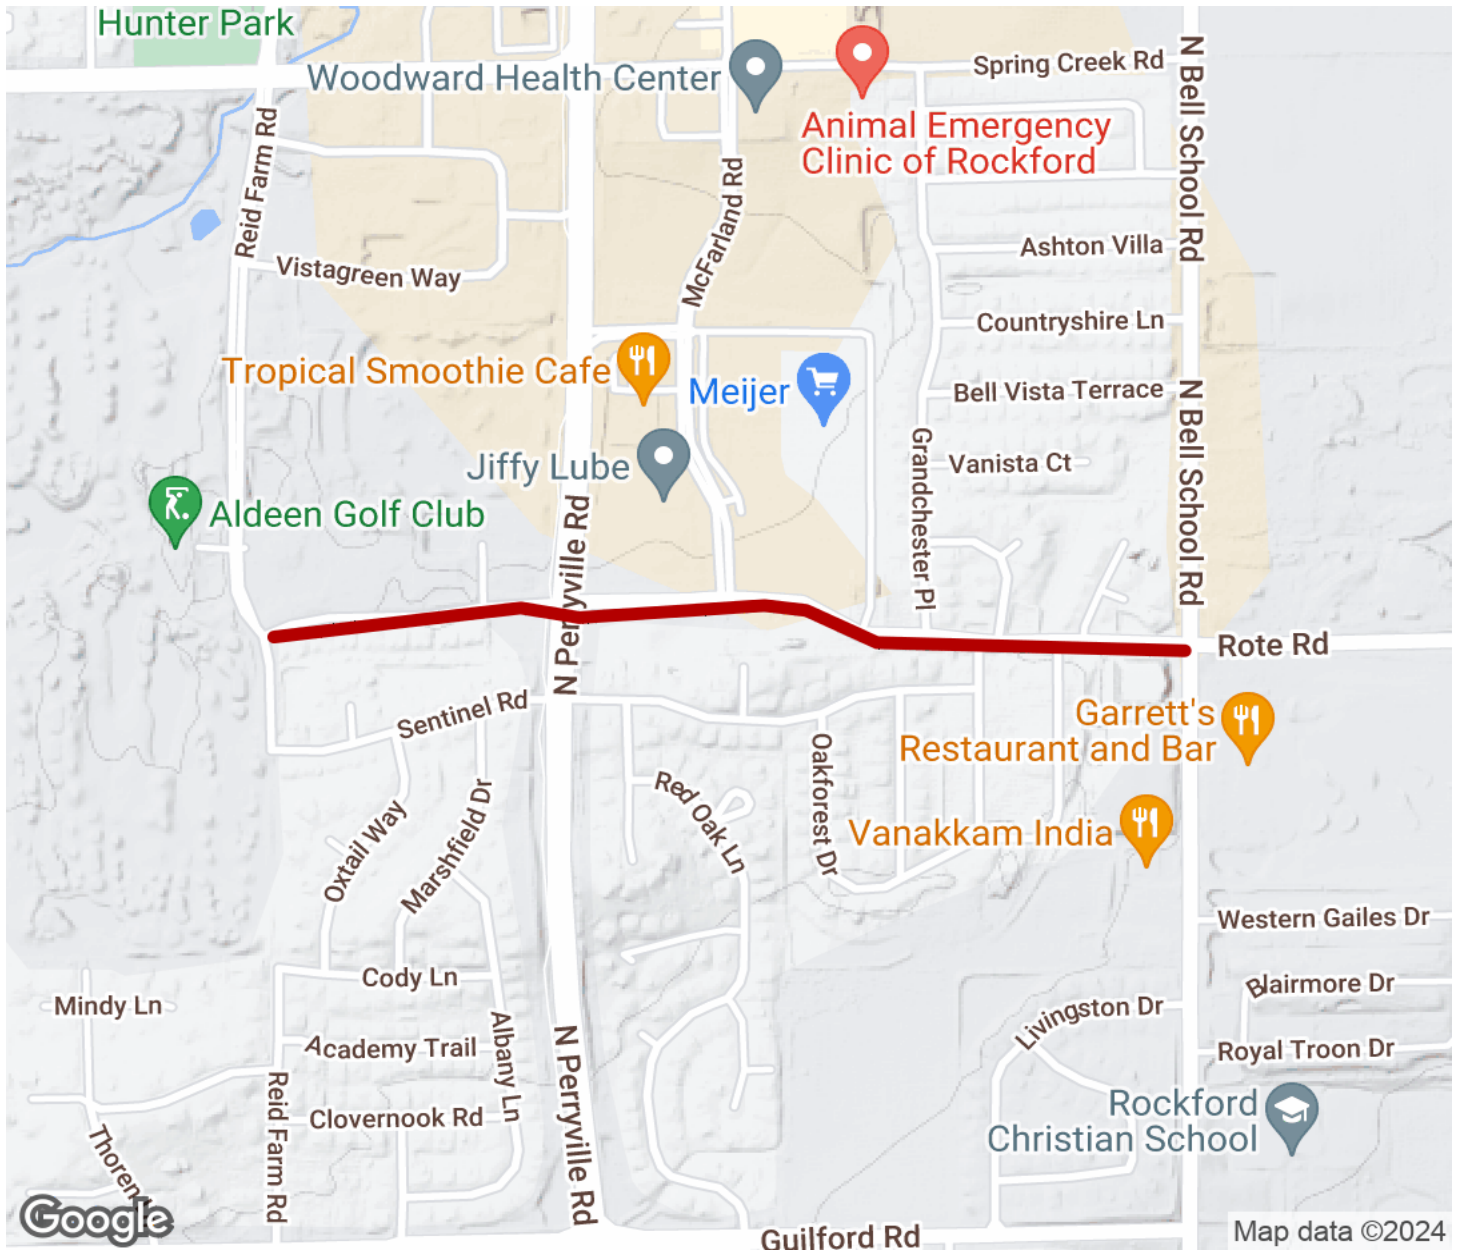 Hunter Park
Woodward Health Center
Spring Creek Rd
N Bell School Rd
Animal Emergency
Clinic of Rockford
Reid Farm Rd
McFarland Rd
Ashton Villa
Vistagreen Way
Countryshire Ln
Tropical Smoothie Cafe
Meijer
Bell Vista Terrace
N Bell School Rd
Jiffy Lube
Vanista Ct
Grandchester Pl
Aldeen Golf Club
N Perryville Rd
Rote Rd
Sentinel Rd
Garrett's
Restaurant and Bar
Oakforest Dr
Red Oak Ln
Vanakkam India
Oxtail Way
Marshfield Dr
Western Gailes Dr
Cody Ln
Blairmore Dr
Mindy Ln
Livingston Dr
Albany Ln
Academy Trail
Royal Troon Dr
N Perryville Rd
Reid Farm Rd
Clovernook Rd
Rockford
Christian School
Thoren
Google
Guilford Rd
Map data ©2024